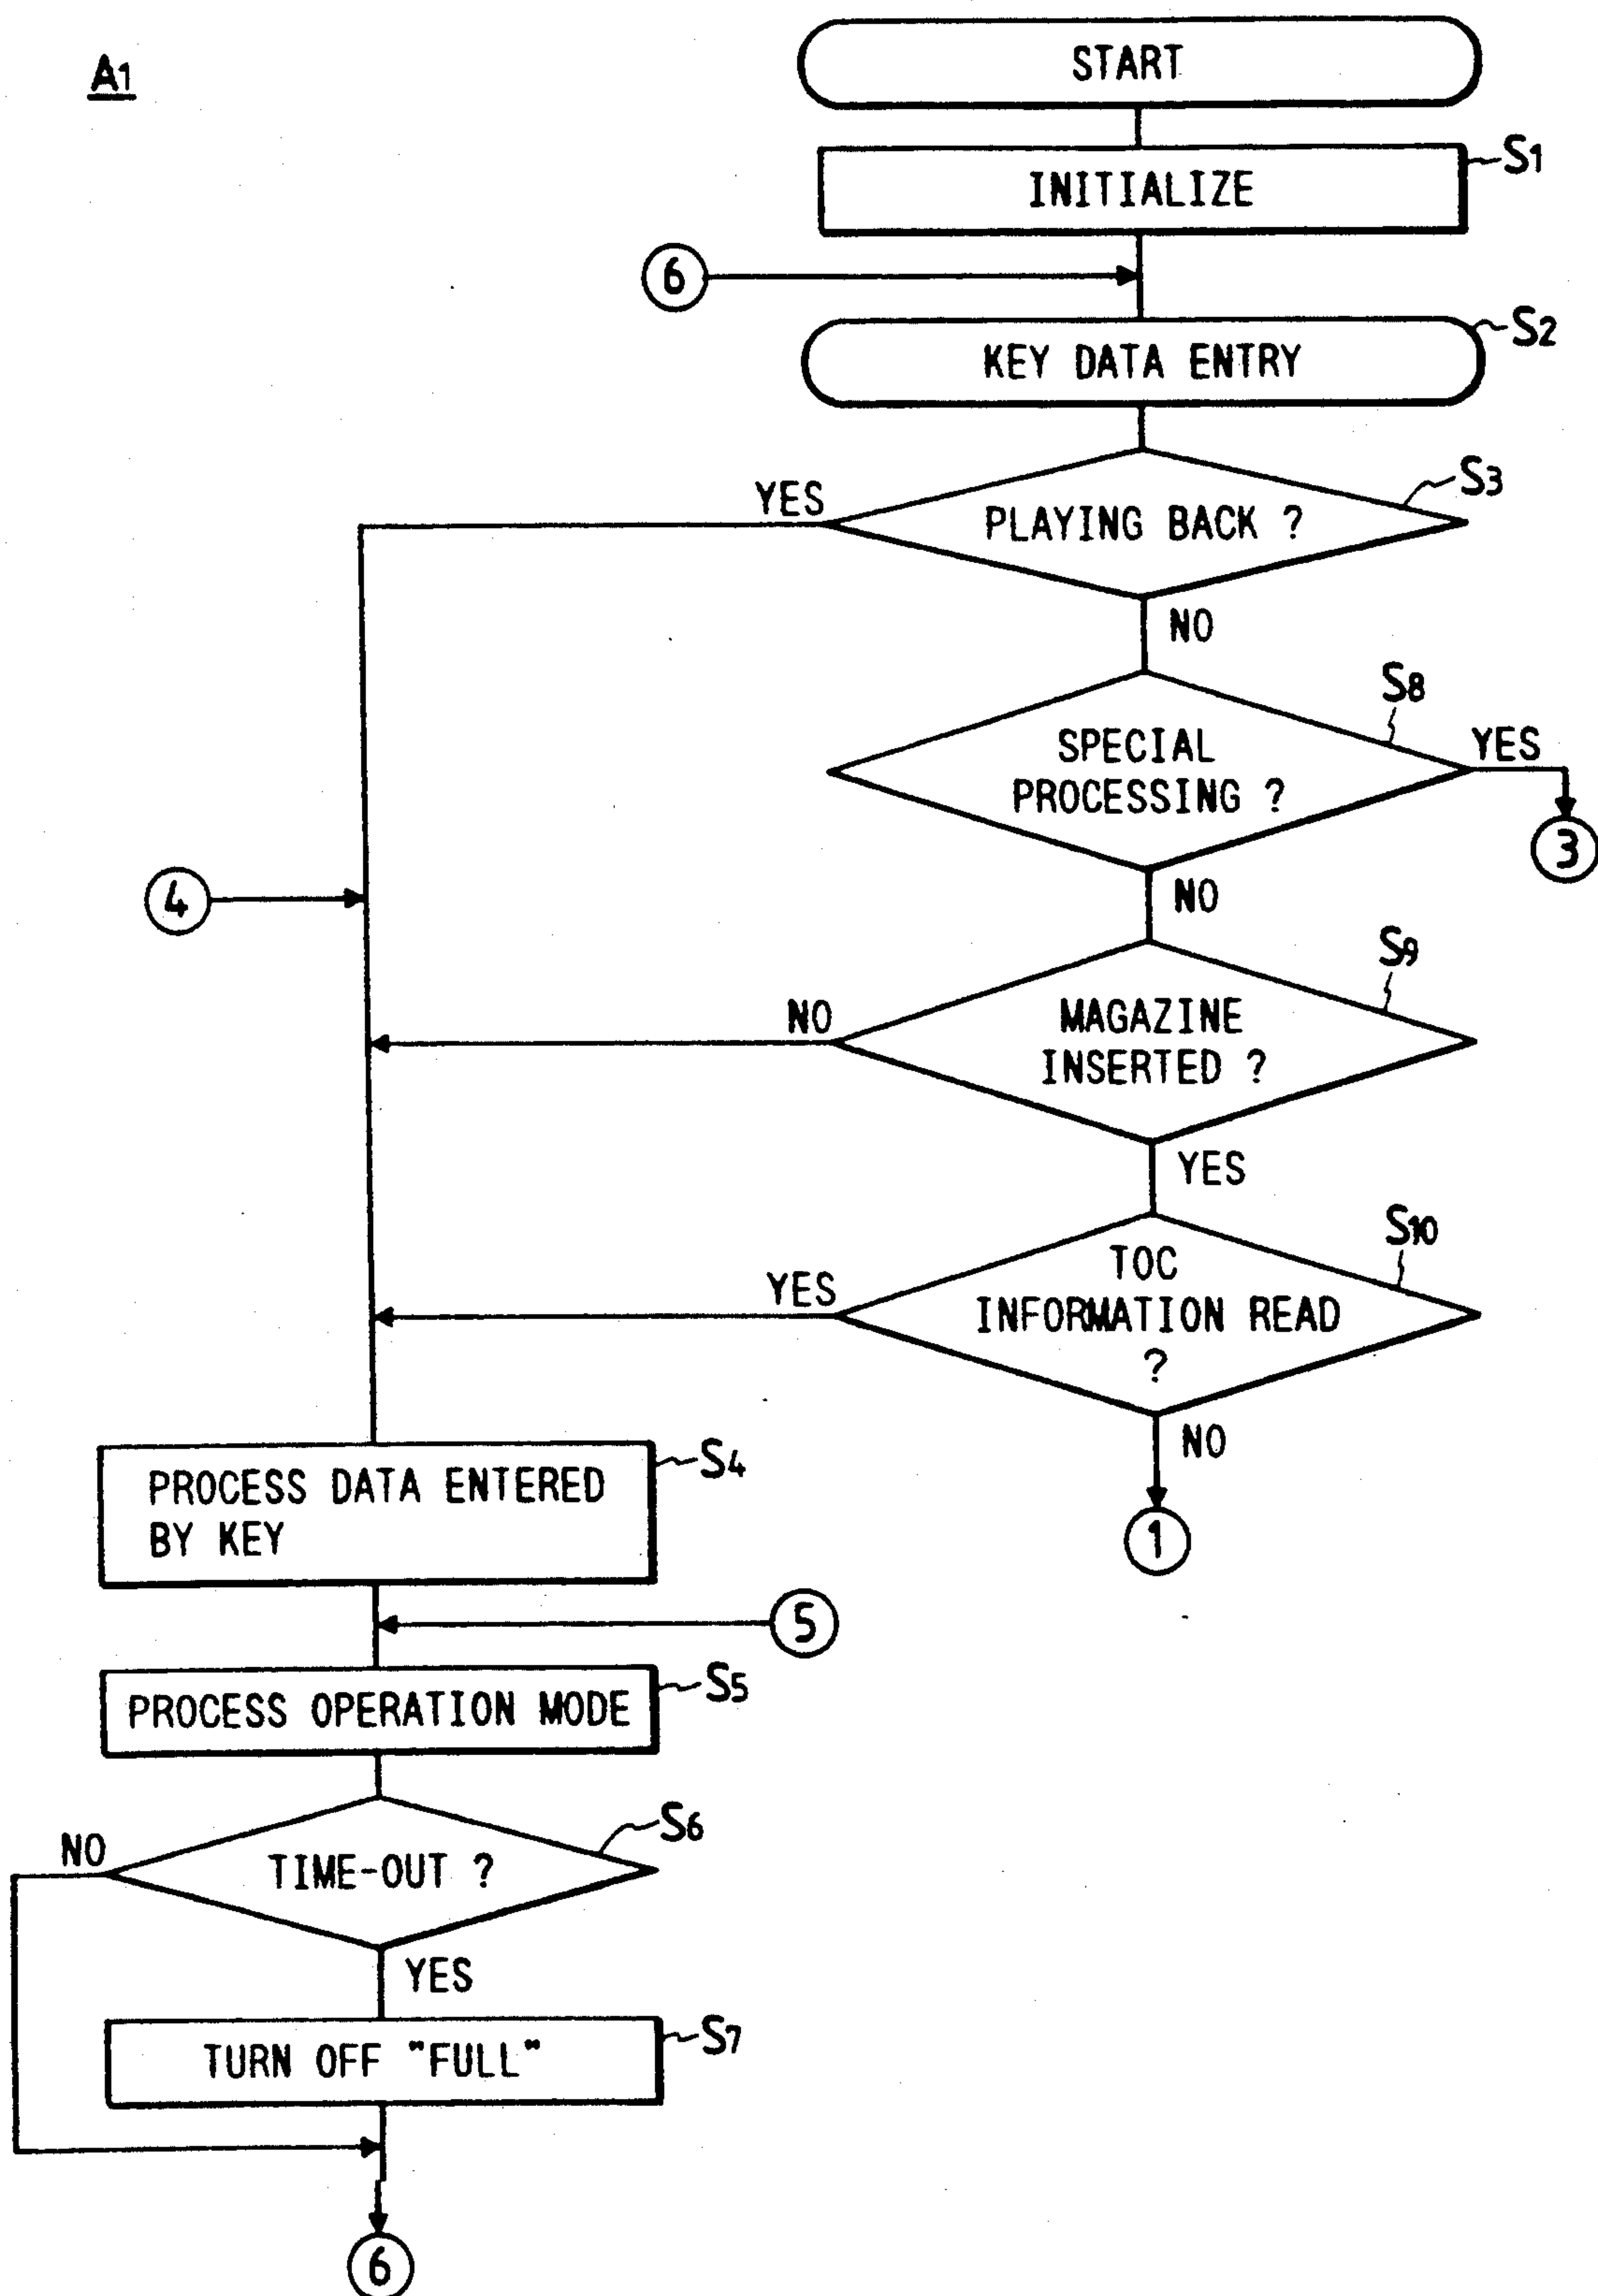 A1
START
INITIALIZE
S1
6
KEY DATA ENTRY
S2
YES
PLAYING BACK ?
S3
NO
SPECIAL
PROCESSING ?
S8
YES
3
4
NO
MAGAZINE
INSERTED ?
S9
NO
YES
TOC
INFORMATION READ
?
S10
YES
NO
1
PROCESS DATA ENTERED
BY KEY
S4
5
PROCESS OPERATION MODE
S5
NO
TIME-OUT ?
S6
YES
TURN OFF "FULL"
S7
6